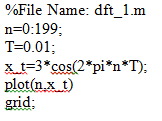 %File Name: dft_1.m
n=0:199;
T=0.01;
x_t=3*cos(2*pi*n*T);
plot(n,x_t)
grid;